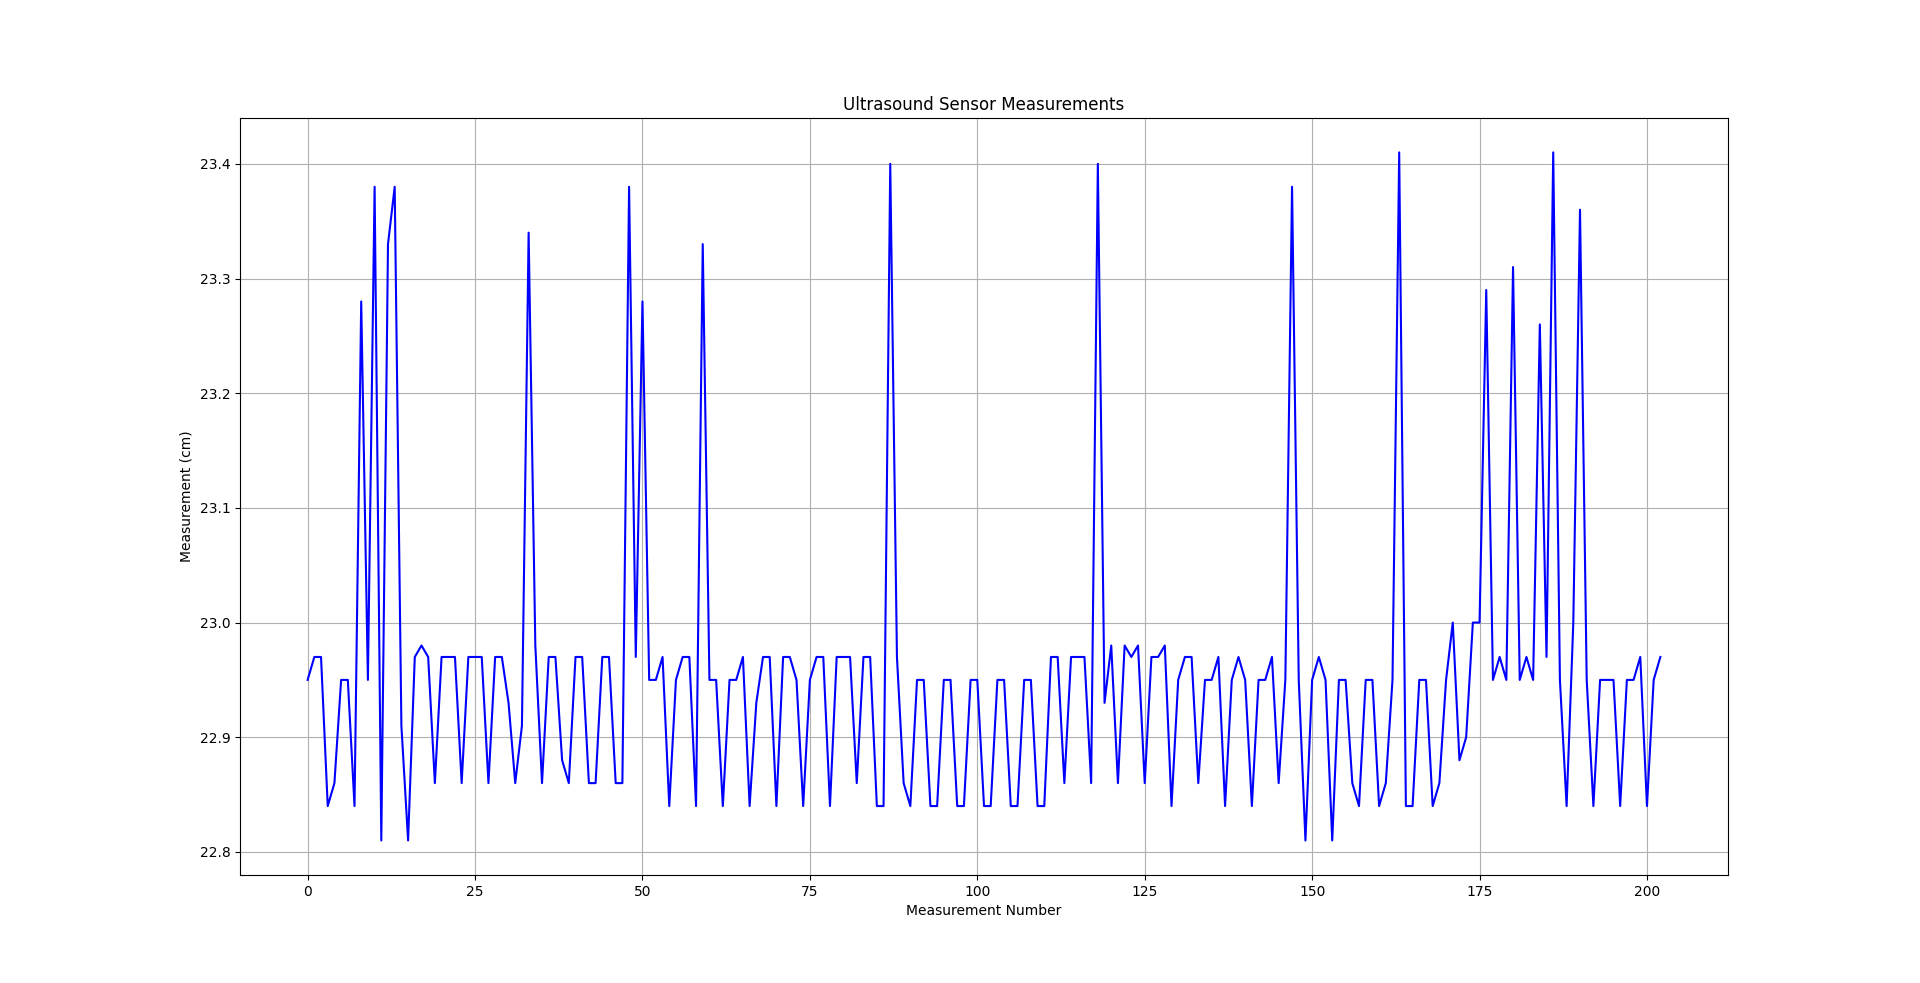 Ultrasound Sensor Measurements
23.4
23.3
23.2
23.1
23.0
22.9
22.8
Measurement (cm)
0 25 50 75 100 125 150 175 200
Measurement Number